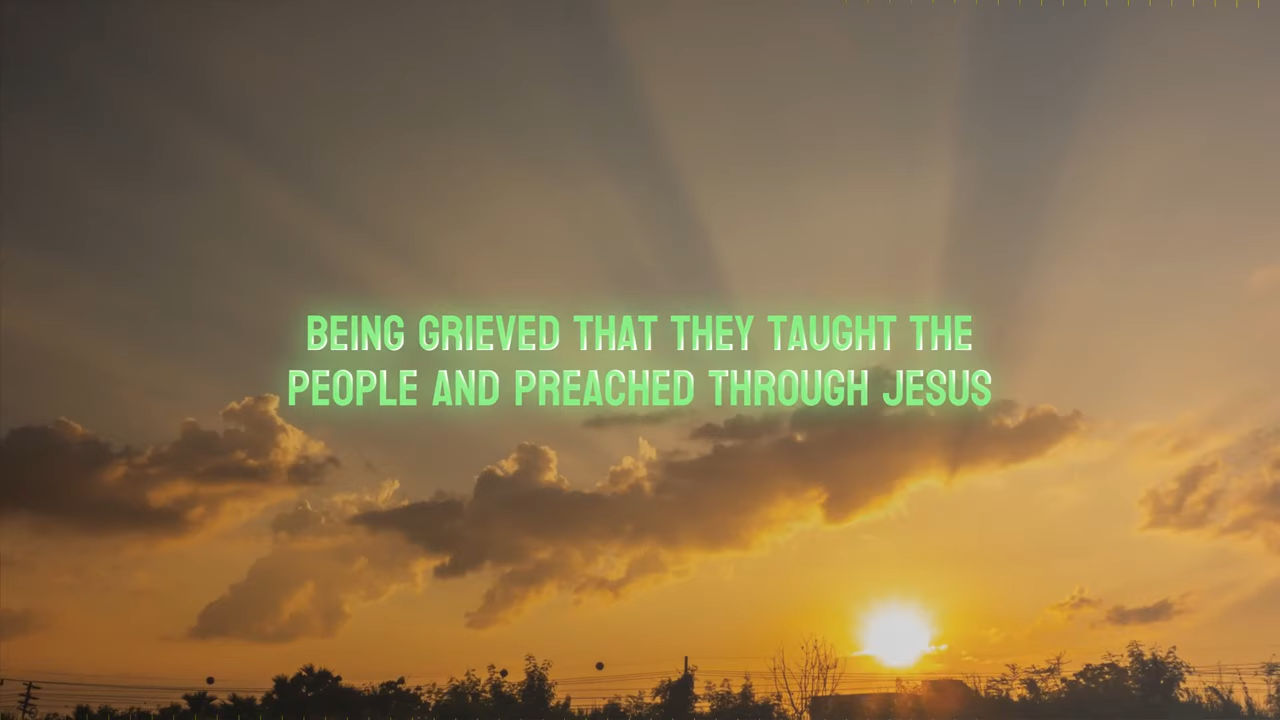 BEING GRIEVED THAT THEY TAUGHT THE
PEOPLE AND PREACHED THROUGH JESUS